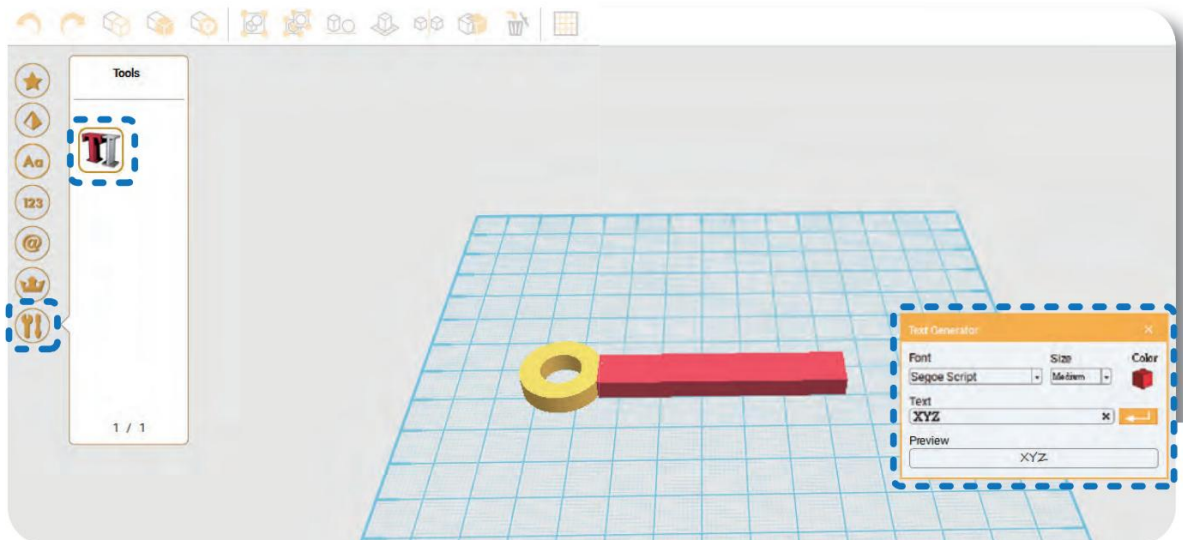 Tools
Aa
123
@
1 / 1
Text Generator ×
Font Size Color
Segoe Script Medium
Text
XYZ ×
Preview
XYZ